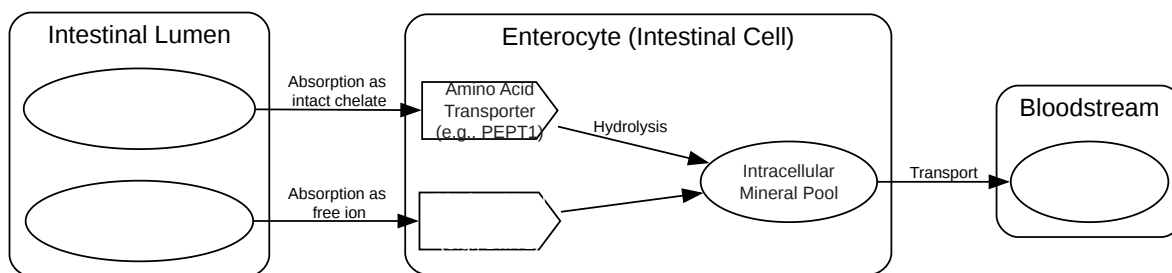 Intestinal Lumen
Absorption as
intact chelate
Absorption as
free ion
Enterocyte (Intestinal Cell)
Amino Acid
Transporter
(e.g., PEPT1)
Hydrolysis
Intracellular
Mineral Pool
Transport
Bloodstream